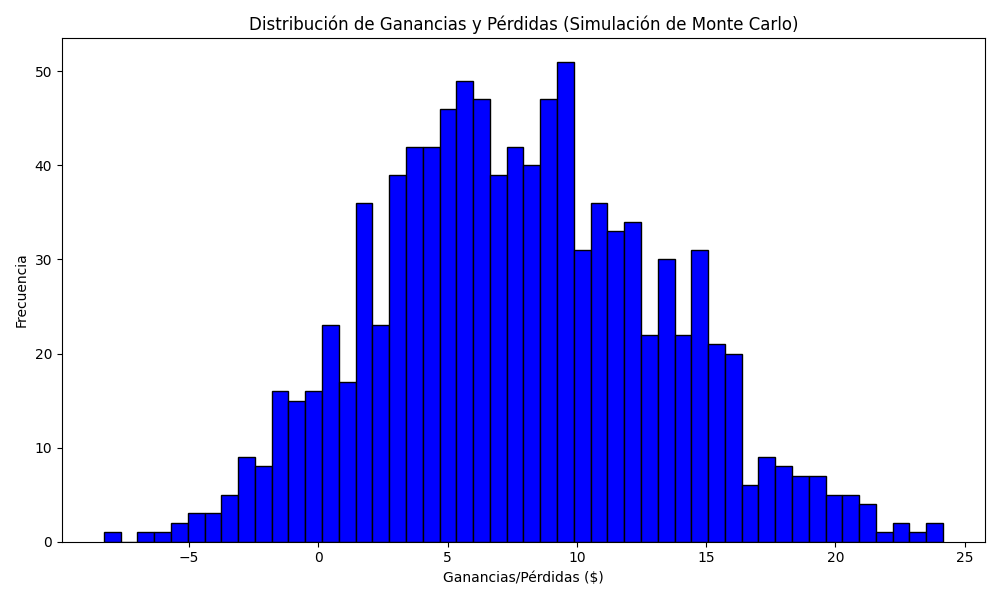 Distribución de Ganancias y Pérdidas (Simulación de Monte Carlo)
50
40
30
20
10
0
Frecuencia
−5 0 5 10 15 20 25
Ganancias/Pérdidas ($)